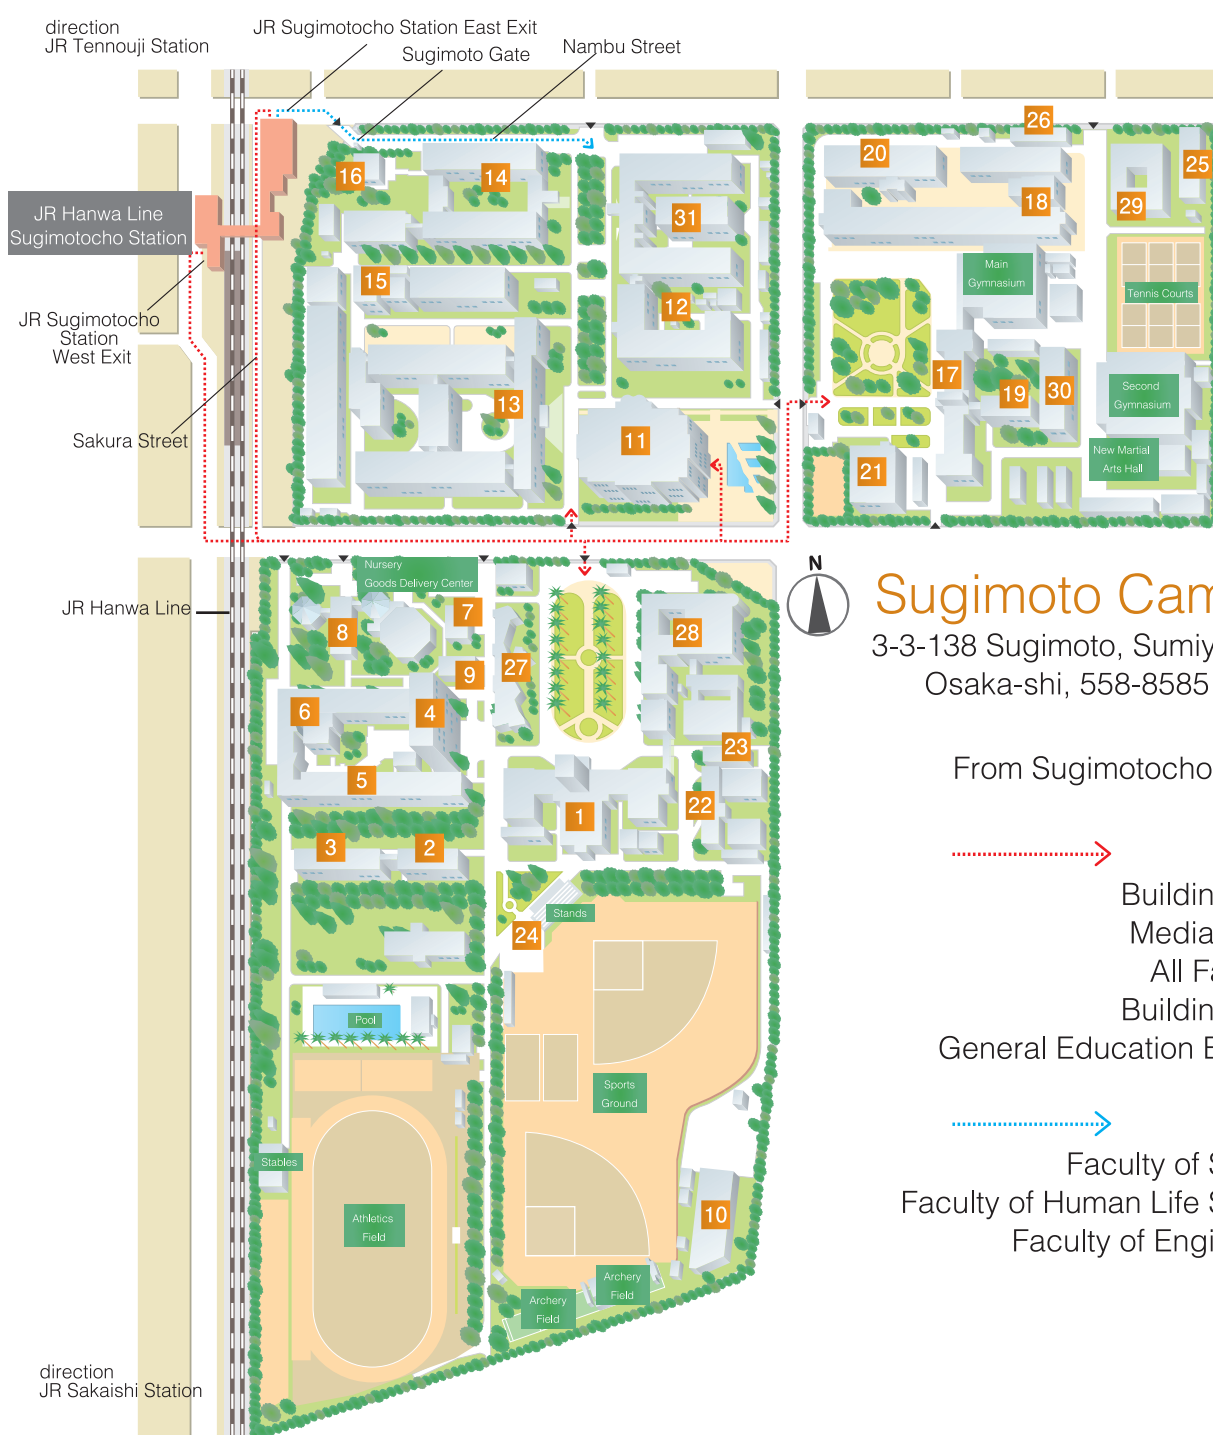 direction
JR Tennouji Station
JR Sugimotocho Station East Exit
Sugimoto Gate
Nambu Street
26
20
16
14
25
18
29
31
JR Hanwa Line
Sugimotocho Station
Main
Gymnasium
15
12
Tennis Courts
JR Sugimotocho
Station
West Exit
17
19
30
13
Second
Gymnasium
Sakura Street
11
21
New Martial
Arts Hall
Nursery
Goods Delivery Center
N
JR Hanwa Line
7
8
28
9
27
Sugimoto Cam
3-3-138 Sugimoto, Sumiy
Osaka-shi, 558-8585
6
4
23
5
From Sugimotocho
22
1
3
2
Stands
24
Buildin
Media
All Fa
Buildin
General Education B
Pool
Sports
Ground
Faculty of S
Faculty of Human Life S
Faculty of Engi
Stables
Athletics
Field
10
Archery
Field
Archery
Field
direction
JR Sakaishi Station